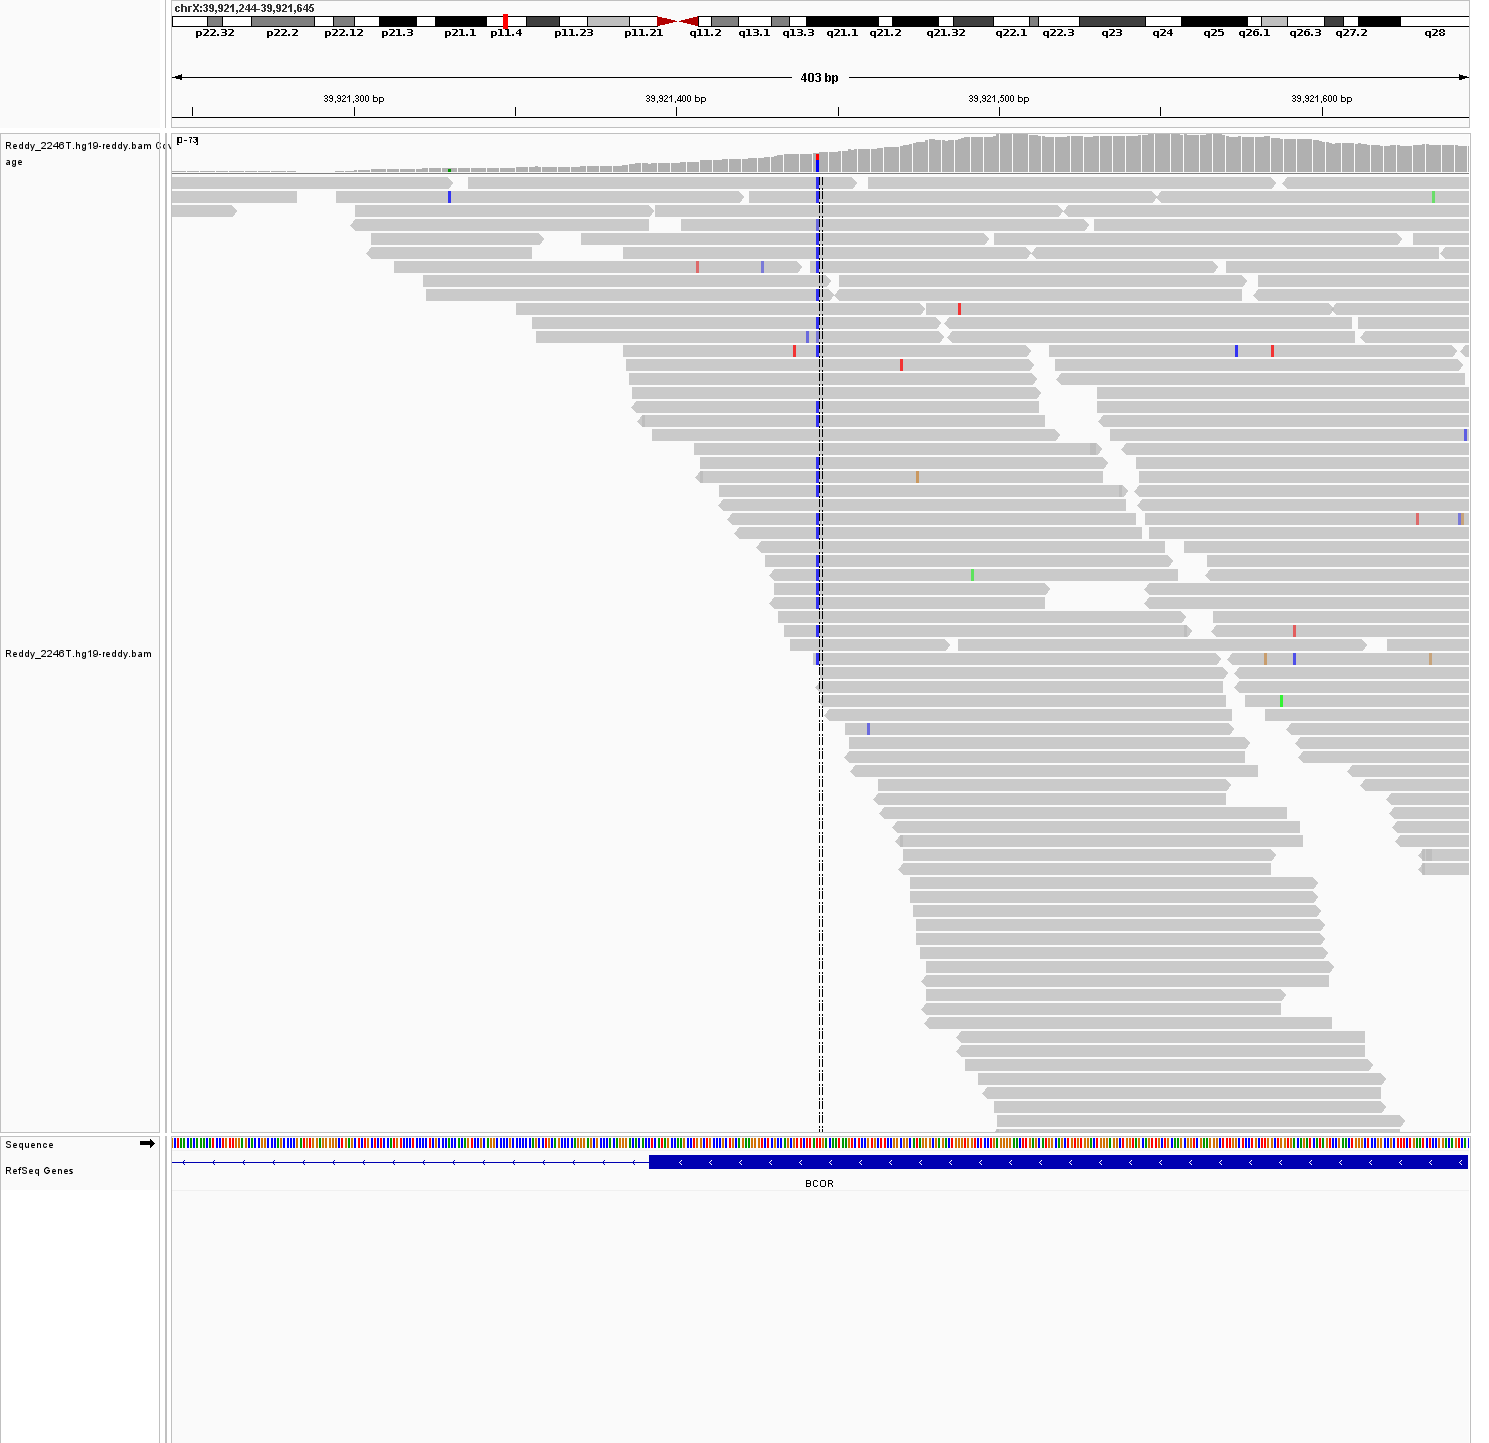 chrX:39,921,244-39,921,645
p22.32 p22.2 p22.12 p21.3 p21.1 p11.4 p11.23 p11.21 q11.2 q13.1 q13.3 q21.1 q21.2 q21.32 q22.1 q22.3 q23 q24 q25 q26.1 q26.3 q27.2 q28
403 bp
39,921,300 bp 39,921,400 bp 39,921,500 bp 39,921,600 bp
[0-73]
Reddy_2246T.hg19-reddy.bam Cov
age
Reddy_2246T.hg19-reddy.bam
Sequence
RefSeq Genes
BCOR